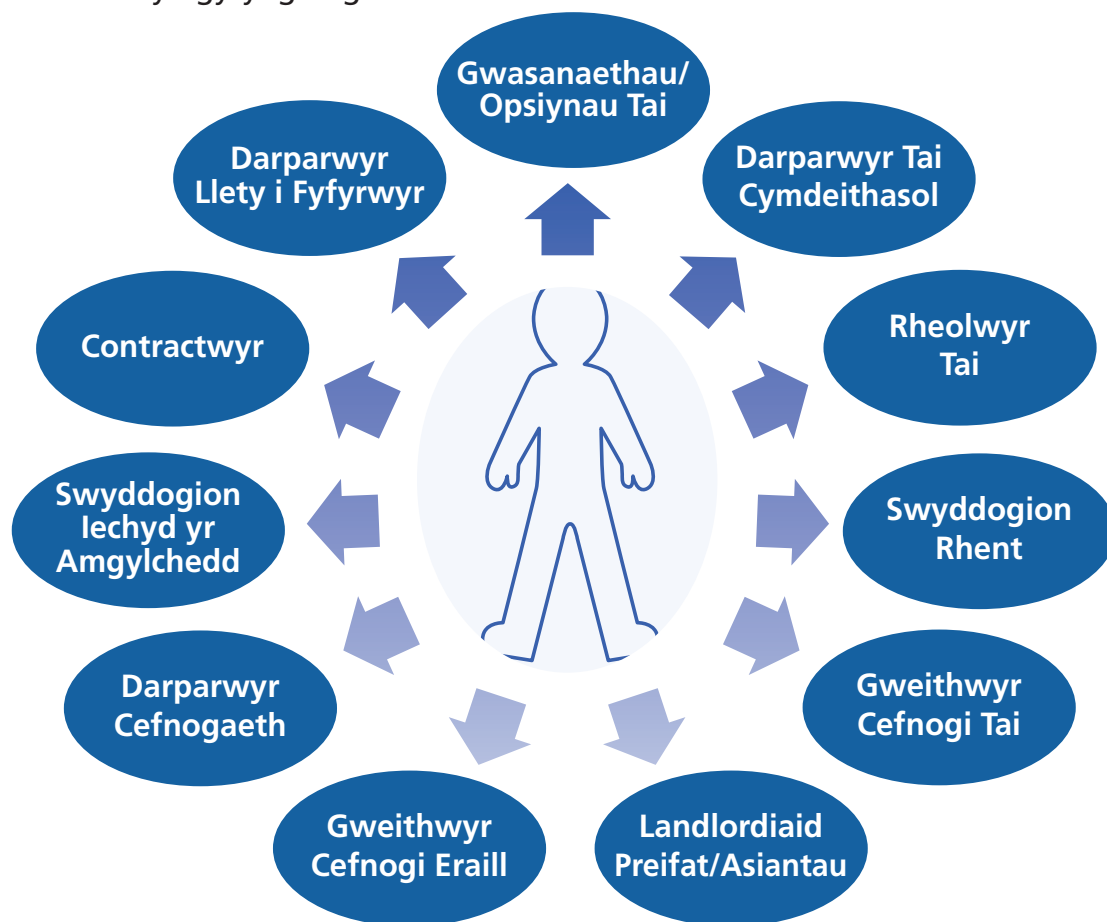 Gwasanaethau/
Opsiynau Tai
Darparwyr Tai
Cymdeithasol
Rheolwyr
Tai
Swyddogion
Rhent
Gweithwyr
Cefnogi Tai
Landlordiaid
Preifat/Asiantau
Gweithwyr
Cefnogi Eraill
Darparwyr
Cefnogaeth
Swyddogion
Iechyd yr
Amgylchedd
Contractwyr
Darparwyr
Llety i Fyfyrwyr